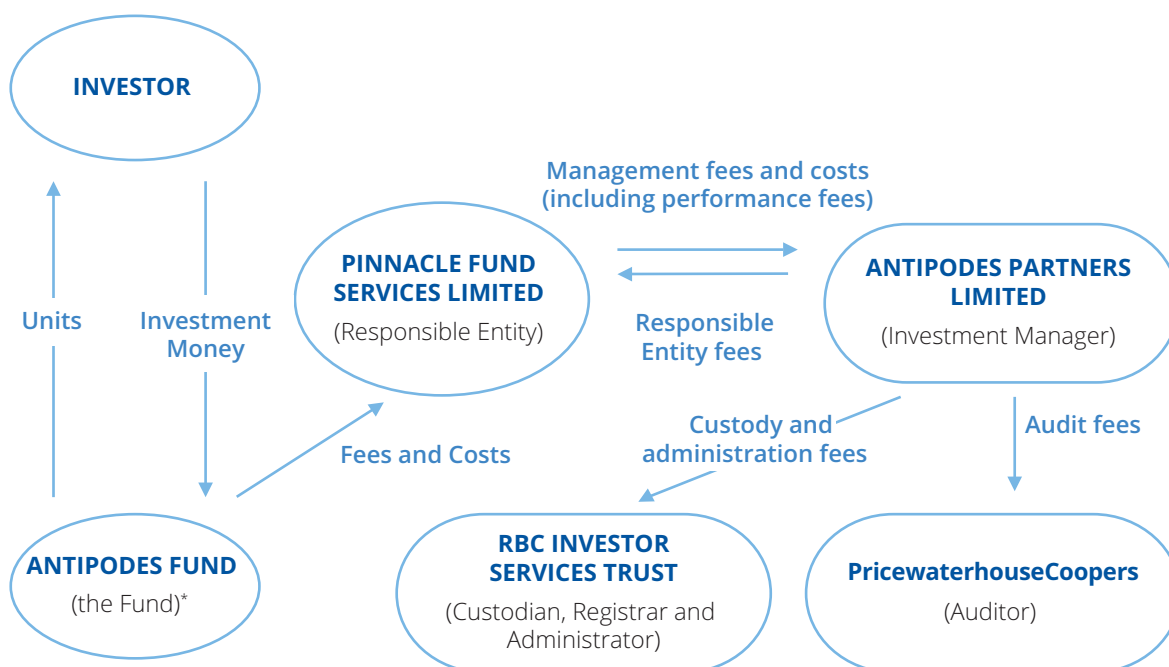 INVESTOR
Units
Investment
Money
ANTIPODES FUND
(the Fund)*
Fees and Costs
PINNACLE FUND
SERVICES LIMITED
(Responsible Entity)
Management fees and costs
(including performance fees)
Responsible
Entity fees
ANTIPODES PARTNERS
LIMITED
(Investment Manager)
Custody and
administration fees
Audit fees
RBC INVESTOR
SERVICES TRUST
(Custodian, Registrar and
Administrator)
PricewaterhouseCoopers
(Auditor)